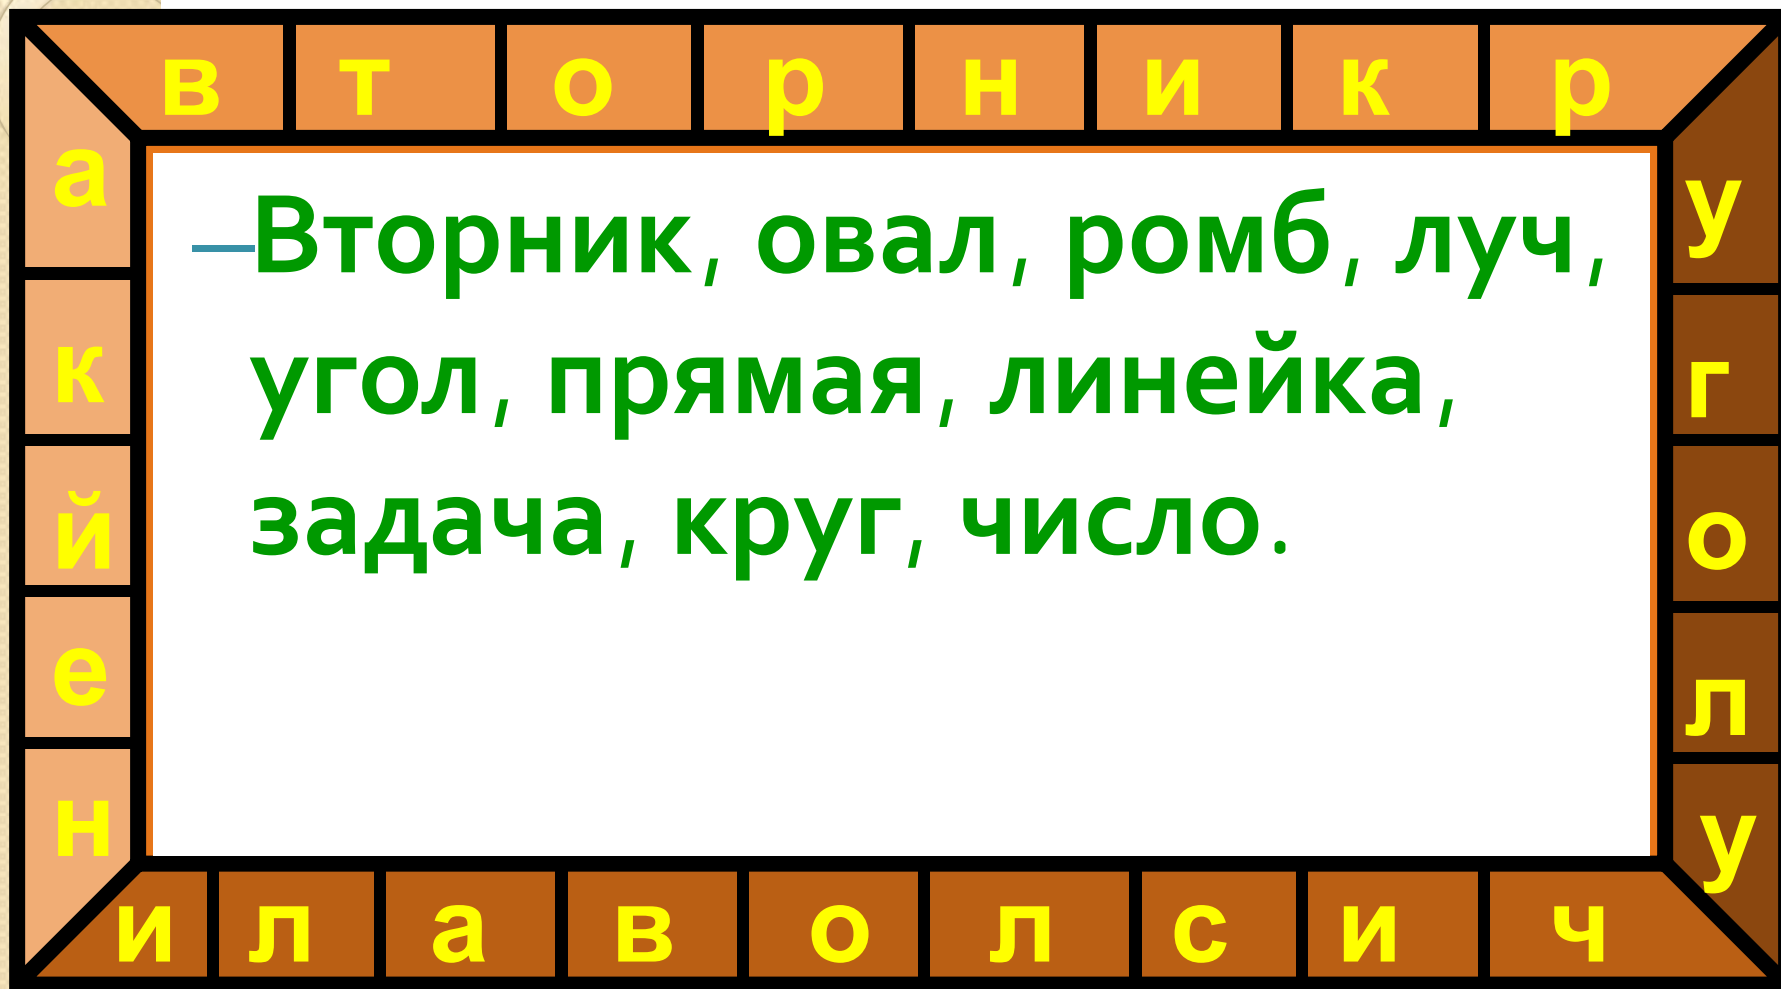 в т о р н и к р
а к й е н
—Вторник, овал, ромб, луч,
угол, прямая, линейка,
задача, круг, число.
у г о л у
и л а в о л с и ч